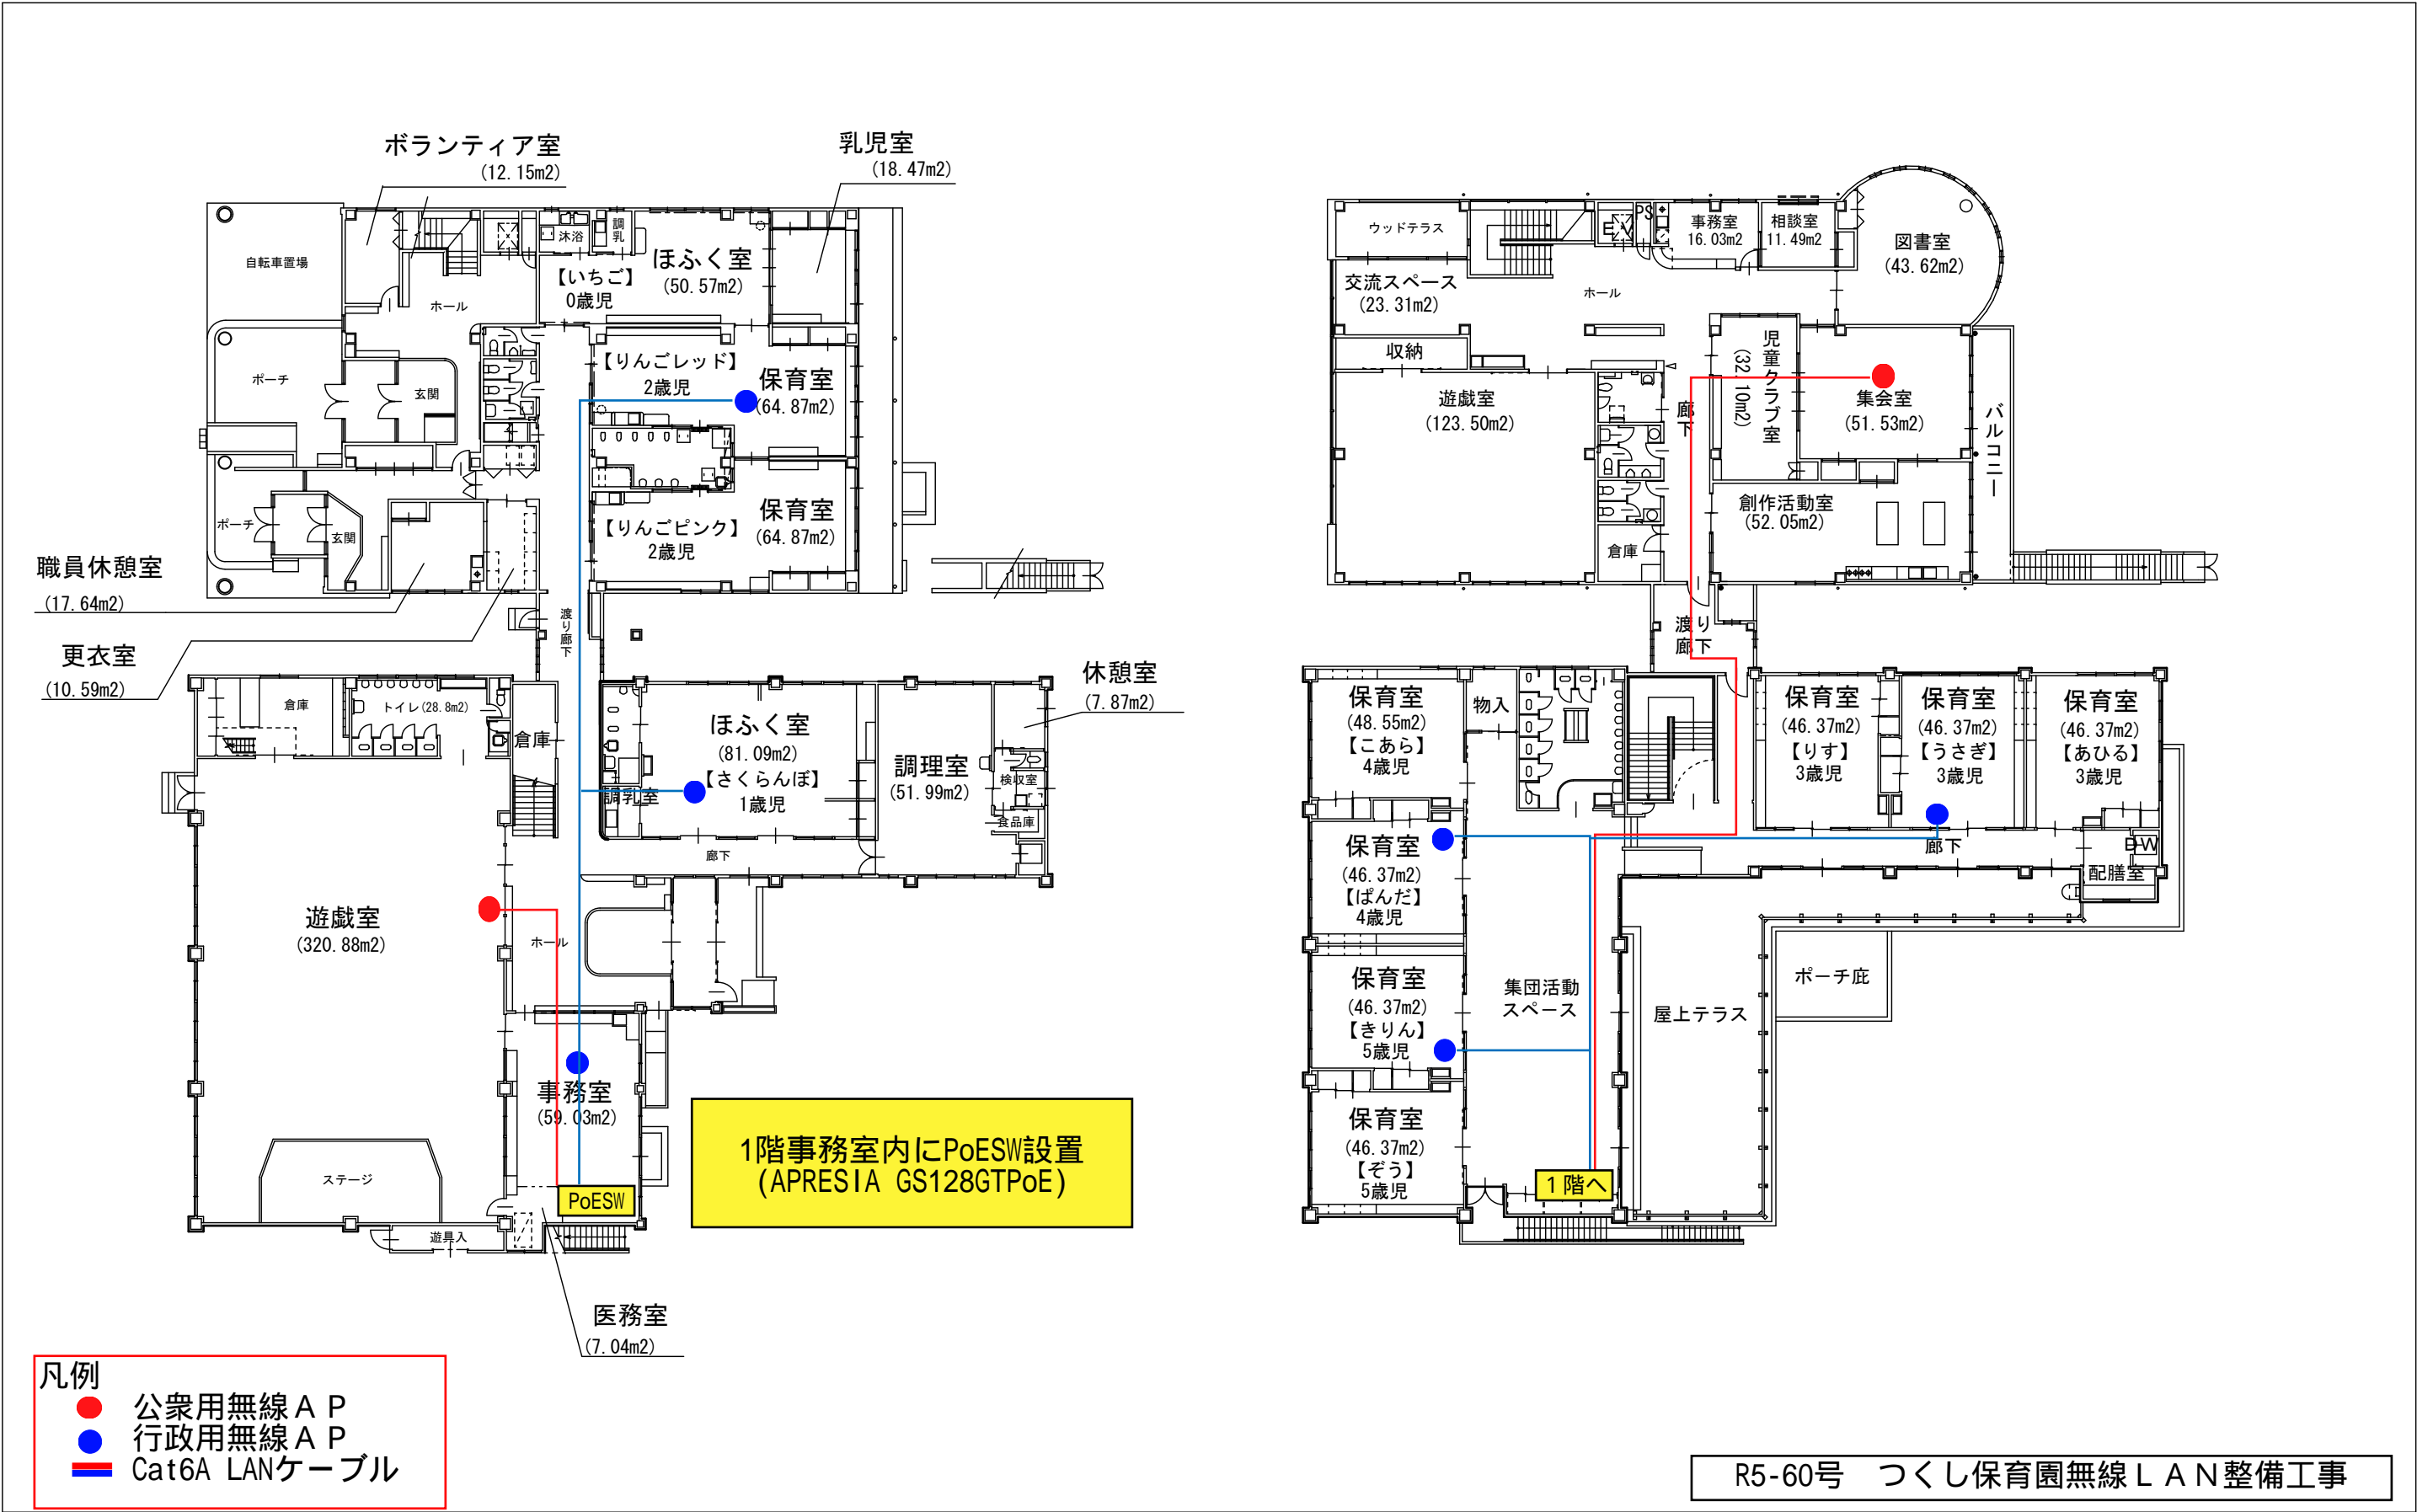 ボランティア室
(12.15m2)
乳児室
(18.47m2)
自転車置場
ホール
沐浴
調乳
ほふく室
(50.57m2)
【いちご】
0歳児
ポーチ
玄関
【りんごレッド】
2歳児
保育室
(64.87m2)
ポーチ
玄関
【りんごピンク】
2歳児
保育室
(64.87m2)
職員休憩室
(17.64m2)
更衣室
(10.59m2)
渡り廊下
休憩室
(7.87m2)
倉庫
トイレ(28.8m2)
倉庫
ほふく室
(81.09m2)
【さくらんぼ】
1歳児
調乳室
調理室
(51.99m2)
検収室
食品庫
廊下
遊戯室
(320.88m2)
ホール
事務室
(59.03m2)
ステージ
PoESW
遊具入
医務室
(7.04m2)
1階事務室内にPoESW設置
(APRESIA GS128GTPoE)
ウッドテラス
EV
PS
事務室
16.03m2
相談室
11.49m2
図書室
(43.62m2)
交流スペース
(23.31m2)
ホール
収納
遊戯室
(123.50m2)
廊下
児童クラブ室
(32.10m2)
集会室
(51.53m2)
バルコニー
創作活動室
(52.05m2)
倉庫
渡り
廊下
保育室
(48.55m2)
【こあら】
4歳児
物入
保育室
(46.37m2)
【りす】
3歳児
保育室
(46.37m2)
【うさぎ】
3歳児
保育室
(46.37m2)
【あひる】
3歳児
保育室
(46.37m2)
【ぱんだ】
4歳児
廊下
DW
配膳室
保育室
(46.37m2)
【きりん】
5歳児
集団活動
スペース
屋上テラス
ポーチ庇
保育室
(46.37m2)
【ぞう】
5歳児
1階へ
凡例
公衆用無線AP
行政用無線AP
Cat6A LANケーブル
R5-60号 つくし保育園無線LAN整備工事